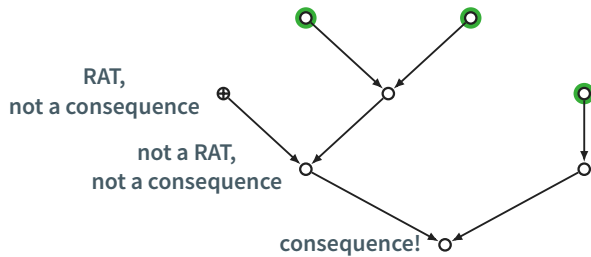 RAT,
not a consequence
not a RAT,
not a consequence
consequence!